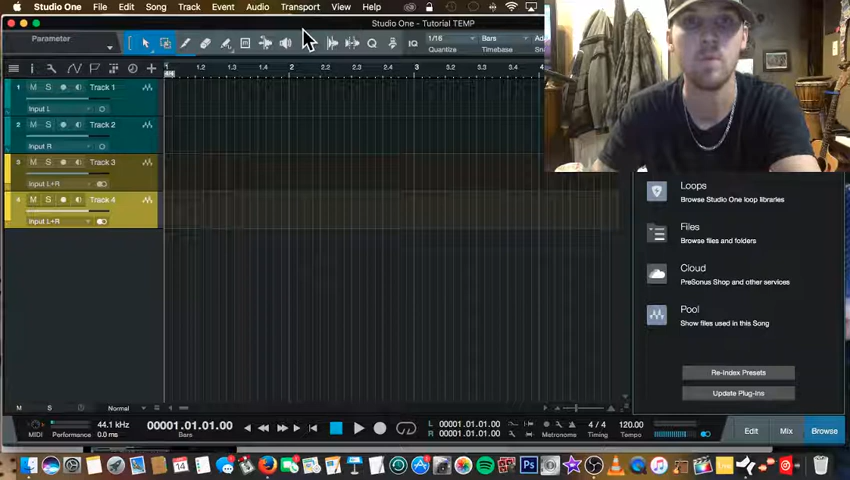 Studio One File Edit Song Track Event Audio Transport View Help
Studio One - Tutorial TEMP
Parameter
IQ
1/16
Quantize
Bars
Timebase
1 1.2 1.3 1.4 2 2.2 2.3 2.4 3 3.2 3.3 3.4
1 M S Track 1
Input L
2 M S Track 2
Input R
3 M S Track 3
Input L+R
4 M S Track 4
Input L+R
Loops
Browse Studio One loop libraries
Files
Browse files and folders
Cloud
PreSonus Shop and other services
Pool
Show files used in this Song
Re-Index Presets
Update Plug-Ins
M S Normal
MIDI
Performance
44.1 kHz
0.0 ms
00001.01.01.00
Bars
L 00001.01.01.00
R 00001.01.01.00
Metronome
4 / 4
Timing
120.00
Tempo
Edit Mix Browse
14
Ps